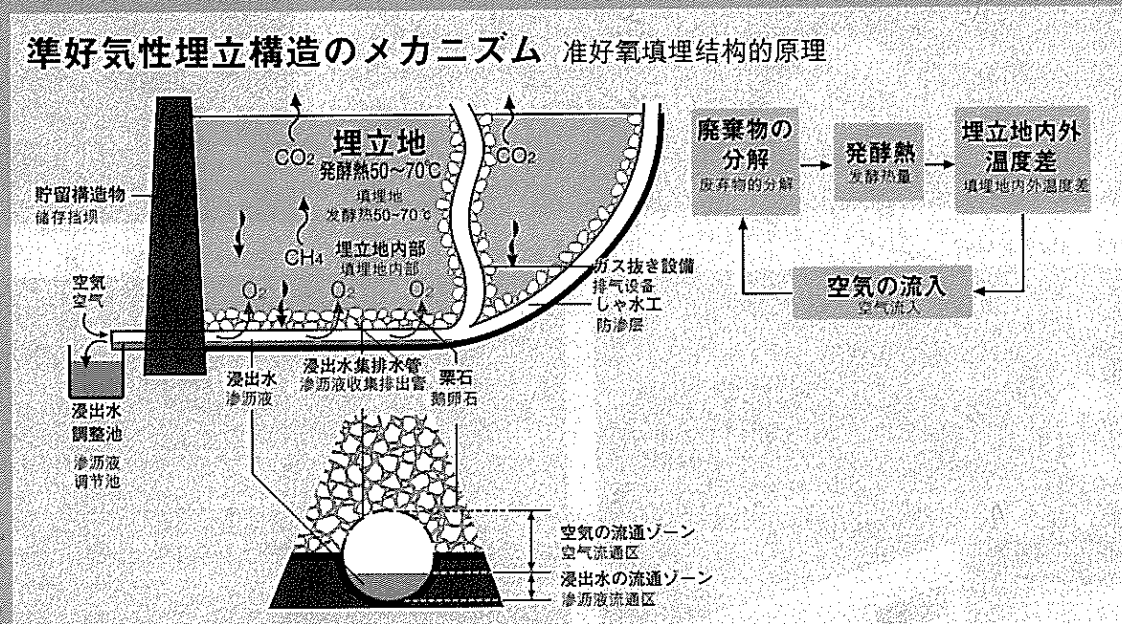 準好気性埋立構造のメカニズム 准好氧填埋结构的原理
埋立地
発酵熱50〜70℃
填埋地
发酵热50-70℃
CO₂
CO₂
貯留構造物
储存挡坝
CH₄
埋立地内部
填埋地内部
空気
空气
O₂
O₂
O₂
ガス抜き設備
排气设备
しゃ水工
防渗层
浸出水
渗沥液
浸出水集排水管
渗沥液收集排出管
栗石
鹅卵石
浸出水
調整池
渗沥液
调节池
空気の流通ゾーン
空气流通区
浸出水の流通ゾーン
渗沥液流通区
廃棄物の
分解
废弃物的分解
発酵熱
发酵热量
埋立地内外
温度差
填埋地内外温度差
空気の流入
空气流入